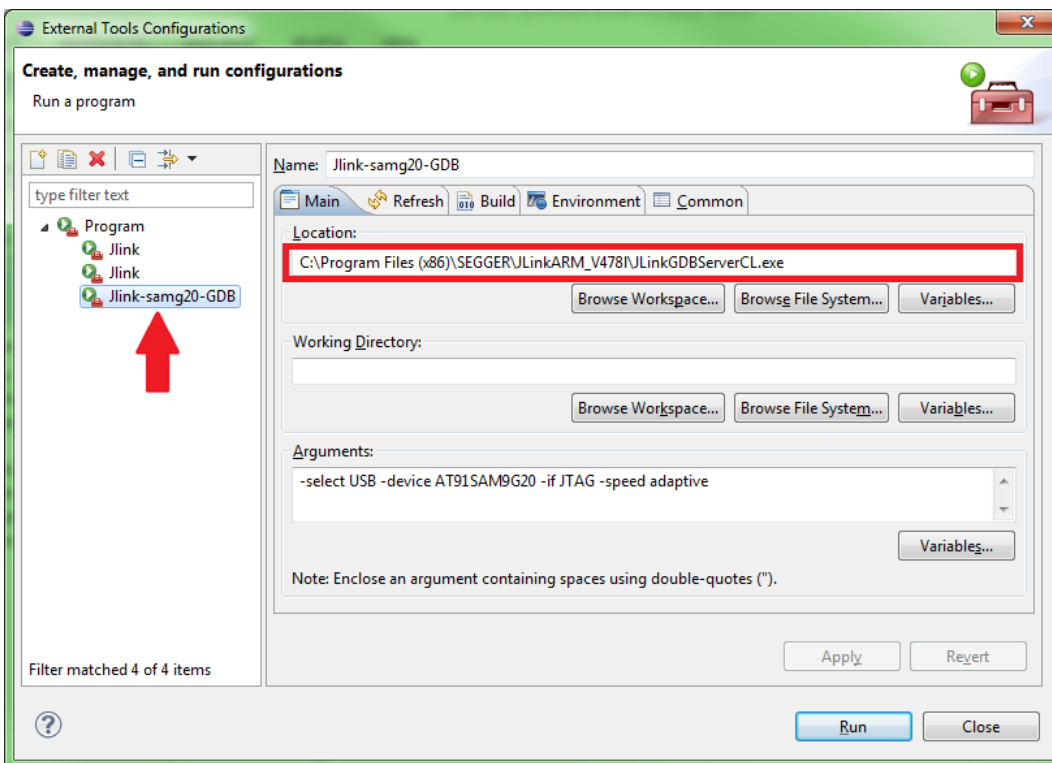 External Tools Configurations
Create, manage, and run configurations
Run a program
type filter text
Program
Jlink
Jlink
Jlink-samg20-GDB
Filter matched 4 of 4 items
Name: Jlink-samg20-GDB
Main Refresh Build Environment Common
Location:
C:\Program Files (x86)\SEGGER\JLinkARM_V478I\JLinkGDBServerCL.exe
Browse Workspace... Browse File System... Variables...
Working Directory:
Browse Workspace... Browse File System... Variables...
Arguments:
-select USB -device AT91SAM9G20 -if JTAG -speed adaptive
Variables...
Note: Enclose an argument containing spaces using double-quotes (").
Apply Revert
Run Close